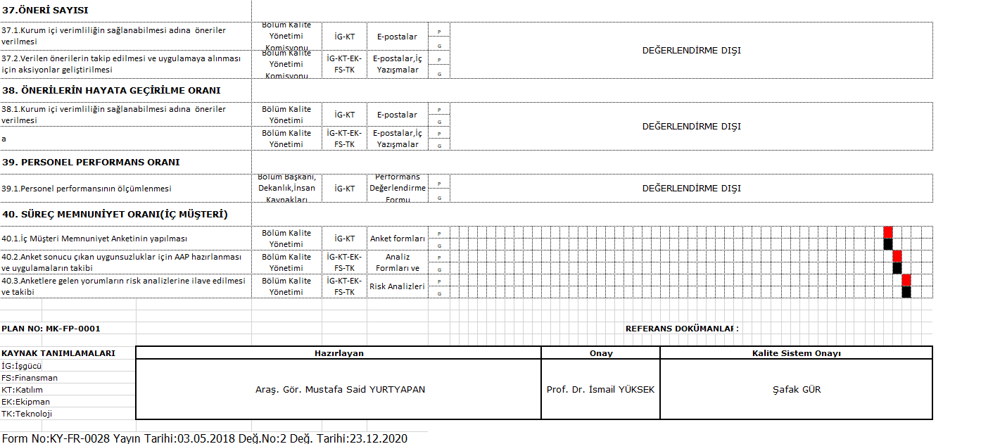 37.ÖNERİ SAYISI
37.1.Kurum içi verimliliğin sağlanabilmesi adına öneriler
verilmesi
Bölüm Kalite
Yönetimi
Komisyonu
İG-KT
E-postalar
P
G
DEĞERLENDİRME DIŞI
37.2.Verilen önerilerin takip edilmesi ve uygulamaya alınması
için aksiyonlar geliştirilmesi
Bölüm Kalite
Yönetimi
Komisyonu
İG-KT-EK-
FS-TK
E-postalar,İç
Yazışmalar
P
G
38. ÖNERİLERİN HAYATA GEÇİRİLME ORANI
38.1.Kurum içi verimliliğin sağlanabilmesi adına öneriler
verilmesi
Bölüm Kalite
Yönetimi
İG-KT
E-postalar
P
G
DEĞERLENDİRME DIŞI
a
Bölüm Kalite
Yönetimi
İG-KT-EK-
FS-TK
E-postalar,İç
Yazışmalar
P
G
39. PERSONEL PERFORMANS ORANI
39.1.Personel performansının ölçümlenmesi
Bölüm Başkanı,
Dekanlık,İnsan
Kaynakları
İG-KT
Performans
Değerlendirme
Formu
P
G
DEĞERLENDİRME DIŞI
40. SÜREÇ MEMNUNİYET ORANI(İÇ MÜŞTERİ)
40.1.İç Müşteri Memnuniyet Anketinin yapılması
Bölüm Kalite
Yönetimi
İG-KT
Anket formları
P
G
40.2.Anket sonucu çıkan uygunsuzluklar için AAP hazırlanması
ve uygulamaların takibi
Bölüm Kalite
Yönetimi
İG-KT-EK-
FS-TK
Analiz
Formları ve
P
G
40.3.Anketlere gelen yorumların risk analizlerine ilave edilmesi
ve takibi
Bölüm Kalite
Yönetimi
İG-KT-EK-
FS-TK
Risk Analizleri
P
G
PLAN NO: MK-FP-0001
REFERANS DOKÜMANLAR :
KAYNAK TANIMLAMALARI
İG:İşgücü
FS:Finansman
KT:Katılım
EK:Ekipman
TK:Teknoloji
Hazırlayan
Araş. Gör. Mustafa Said YURTYAPAN
Onay
Prof. Dr. İsmail YÜKSEK
Kalite Sistem Onayı
Şafak GÜR
Form No:KY-FR-0028 Yayın Tarihi:03.05.2018 Değ.No:2 Değ. Tarihi:23.12.2020